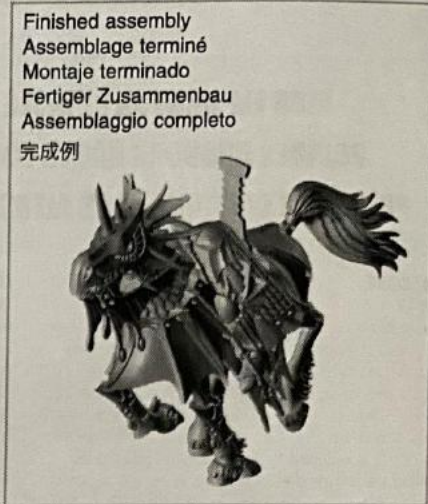 Finished assembly
Assemblage terminé
Montaje terminado
Fertiger Zusammenbau
Assemblaggio completo
完成例